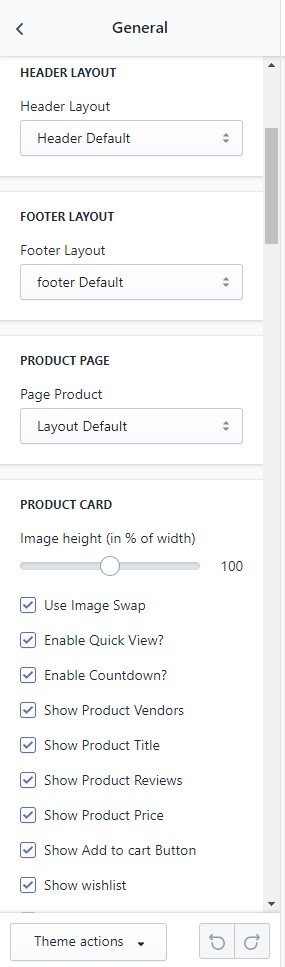 General
HEADER LAYOUT
Header Layout
Header Default
FOOTER LAYOUT
Footer Layout
footer Default
PRODUCT PAGE
Page Product
Layout Default
PRODUCT CARD
Image height (in % of width)
100
Use Image Swap
Enable Quick View?
Enable Countdown?
Show Product Vendors
Show Product Title
Show Product Reviews
Show Product Price
Show Add to cart Button
Show wishlist
Theme actions